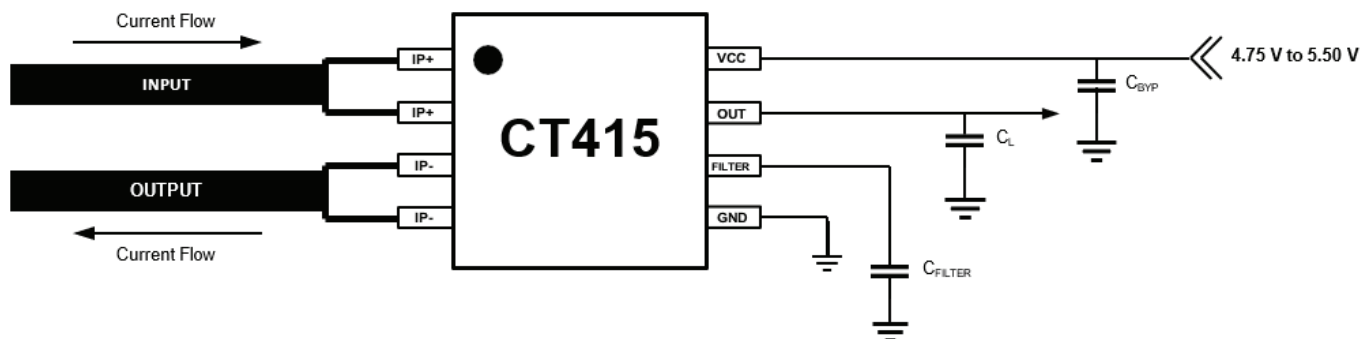 Current Flow
INPUT
OUTPUT
Current Flow
IP+
IP+
IP-
IP-
CT415
VCC
OUT
FILTER
GND
4.75 V to 5.50 V
CBYP
CL
CFILTER